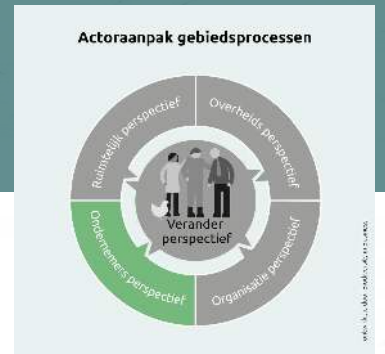 Actoraanpak gebiedsprocessen
Ruimtelijk perspectief
Overheids perspectief
Verander
perspectief
Ondernemers perspectief
Organisatie perspectief